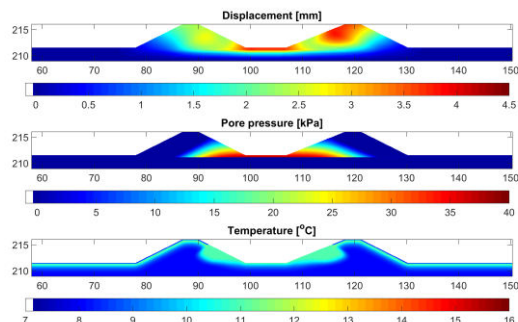 Displacement [mm]
215
210
60 70 80 90 100 110 120 130 140 150
0 0.5 1 1.5 2 2.5 3 3.5 4 4.5
Pore pressure [kPa]
215
210
60 70 80 90 100 110 120 130 140 150
0 5 10 15 20 25 30 35 40
Temperature [°C]
215
210
60 70 80 90 100 110 120 130 140 150
7 8 9 10 11 12 13 14 15 16